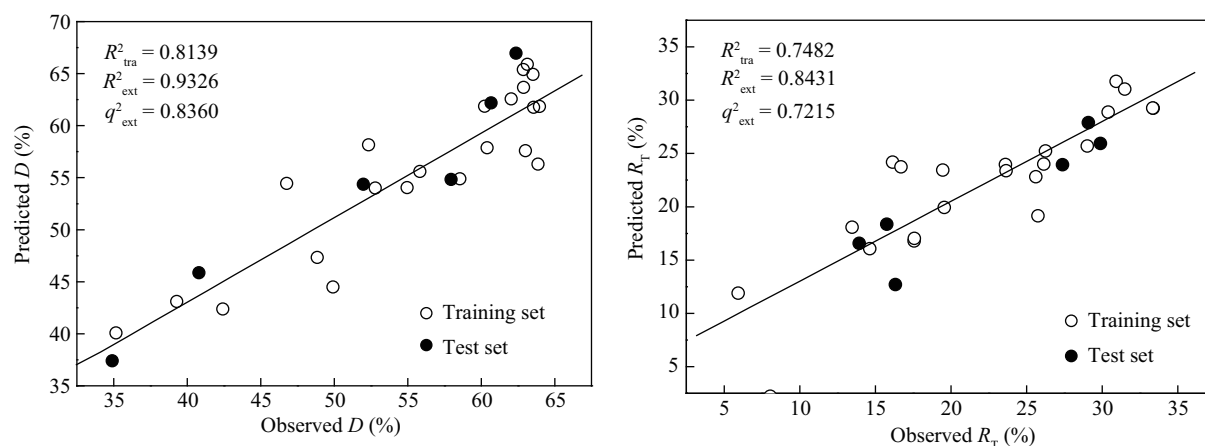 70
65
60
55
50
45
40
35
Predicted D (%)
R²tra = 0.8139
R²ext = 0.9326
q²ext = 0.8360
Training set
Test set
35 40 45 50 55 60 65
Observed D (%)
35
30
25
20
15
10
5
Predicted RT (%)
R²tra = 0.7482
R²ext = 0.8431
q²ext = 0.7215
Training set
Test set
5 10 15 20 25 30 35
Observed RT (%)